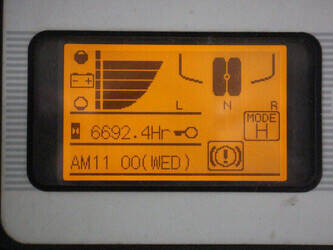 L N R
6692.4Hr
MODE
H
AM11 00(WED)